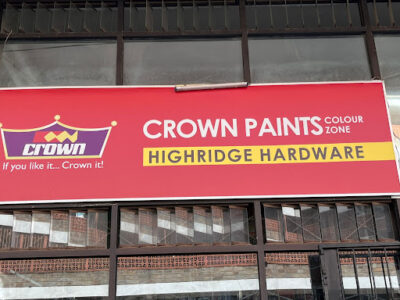 crown
If you like it... Crown it!
CROWN PAINTS COLOUR ZONE
HIGHRIDGE HARDWARE